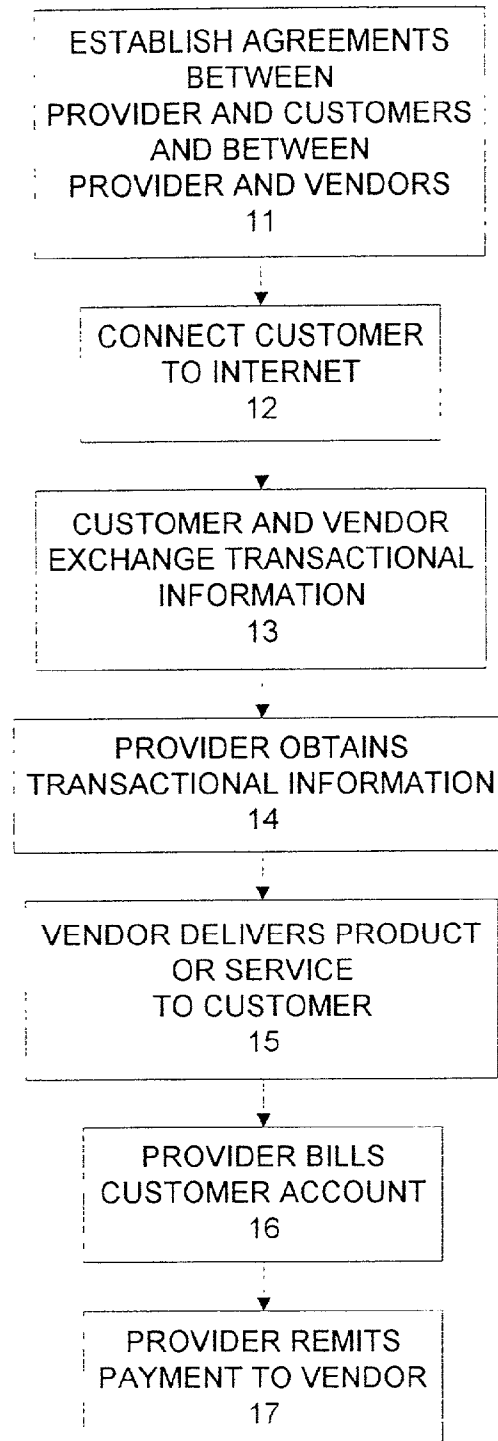 ESTABLISH AGREEMENTS
BETWEEN
PROVIDER AND CUSTOMERS
AND BETWEEN
PROVIDER AND VENDORS
11
CONNECT CUSTOMER
TO INTERNET
12
CUSTOMER AND VENDOR
EXCHANGE TRANSACTIONAL
INFORMATION
13
PROVIDER OBTAINS
TRANSACTIONAL INFORMATION
14
VENDOR DELIVERS PRODUCT
OR SERVICE
TO CUSTOMER
15
PROVIDER BILLS
CUSTOMER ACCOUNT
16
PROVIDER REMITS
PAYMENT TO VENDOR
17